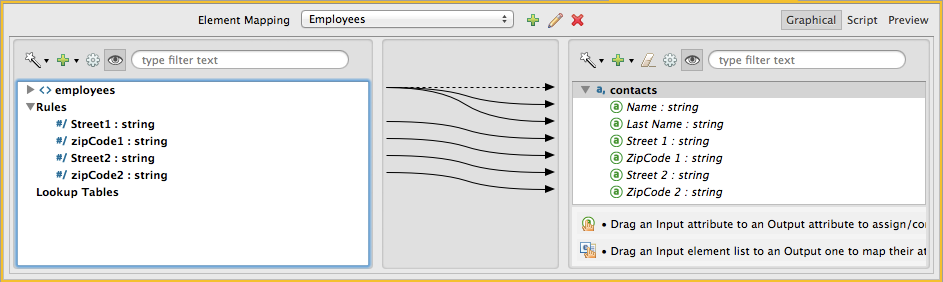 Element Mapping Employees Graphical Script Preview
type filter text
employees
Rules
#/ Street1 : string
#/ zipCode1 : string
#/ Street2 : string
#/ zipCode2 : string
Lookup Tables
type filter text
a, contacts
a Name : string
a Last Name : string
a Street 1 : string
a ZipCode 1 : string
a Street 2 : string
a ZipCode 2 : string
• Drag an Input attribute to an Output attribute to assign/co
• Drag an Input element list to an Output one to map their at